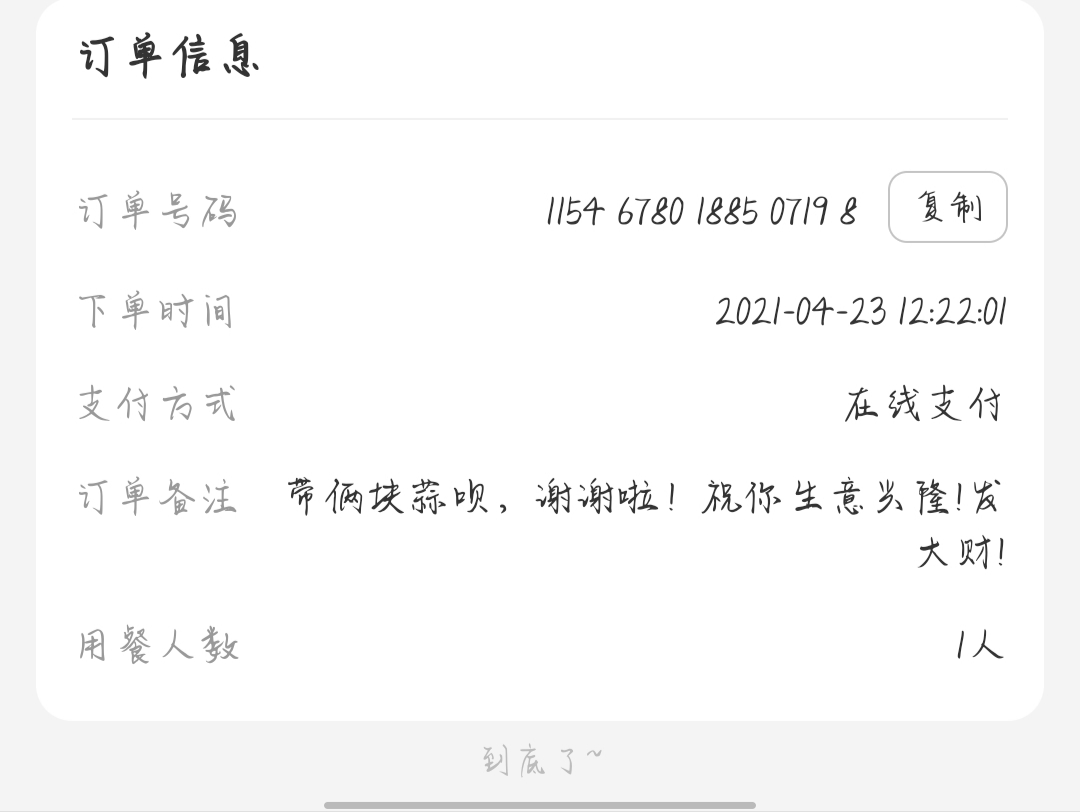 订单信息
订单号码 1154 6780 1885 0719 8 复制
下单时间 2021-04-23 12:22:01
支付方式 在线支付
订单备注 带俩块蒜呗，谢谢啦！祝你生意兴隆!发
大财!
用餐人数 1人
到底了~